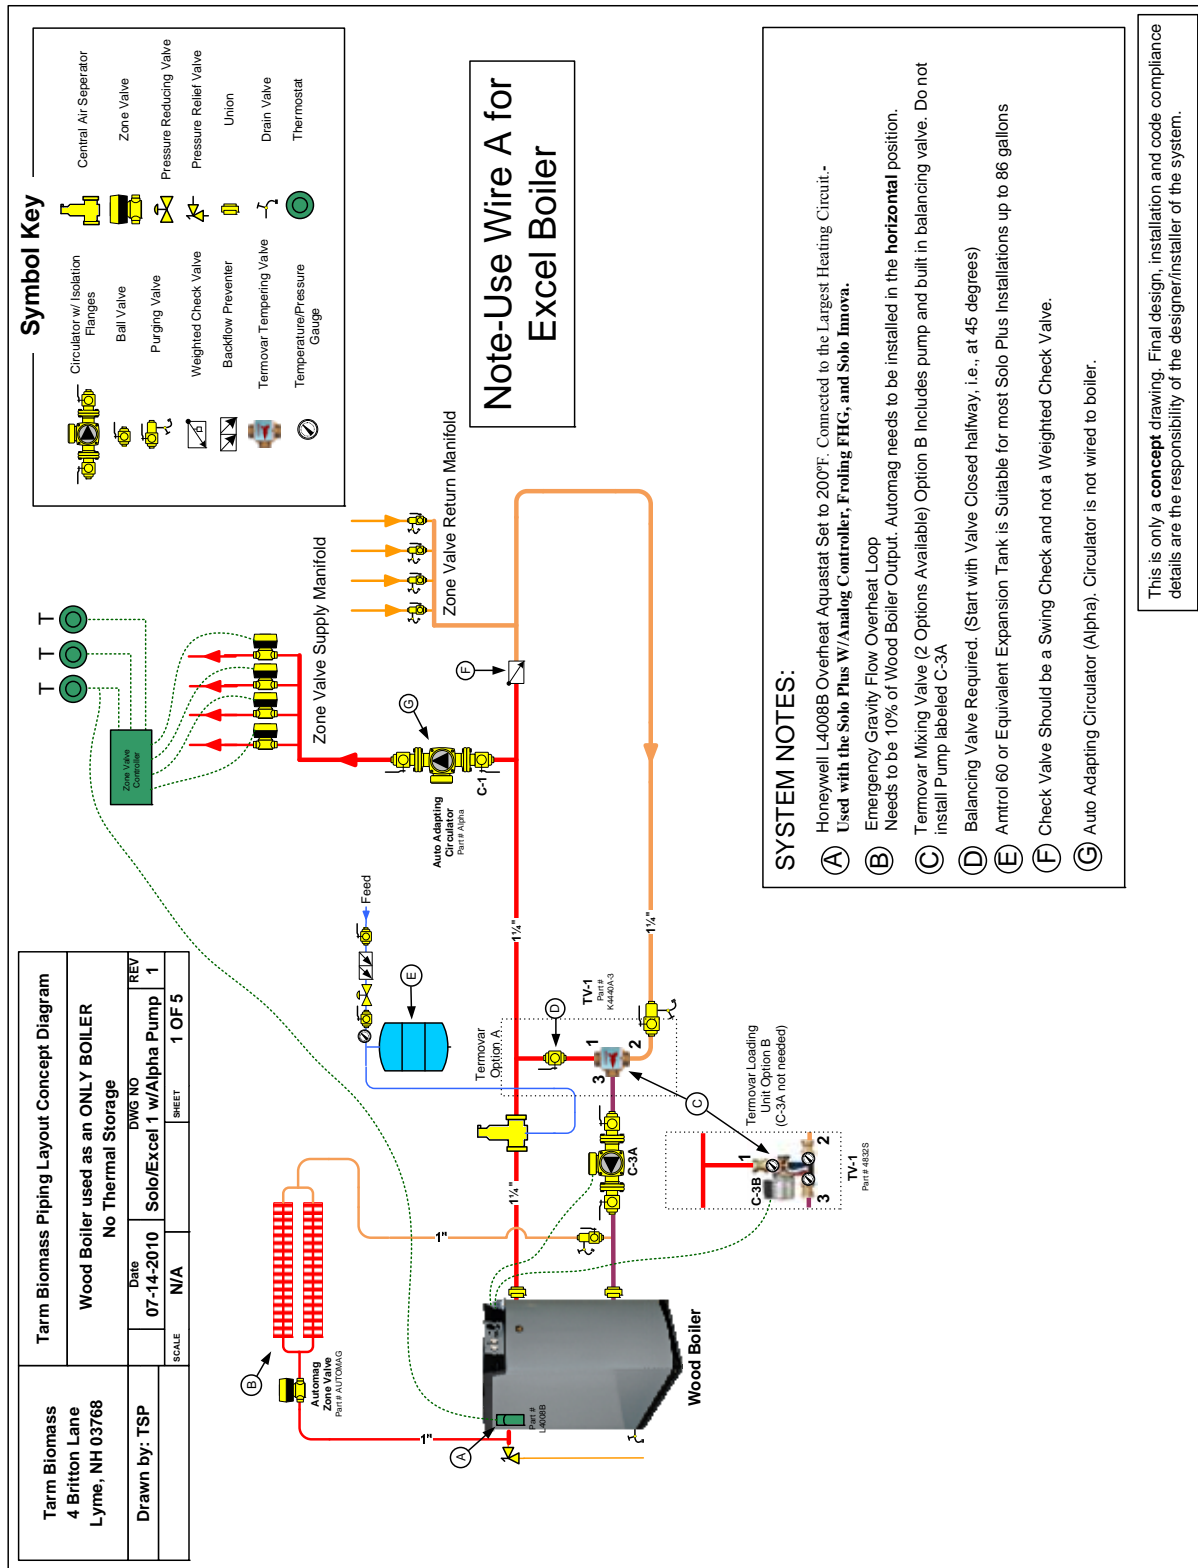 Tarm Biomass
4 Britton Lane
Lyme, NH 03768
Drawn by: TSP
Tarm Biomass Piping Layout Concept Diagram
Wood Boiler used as an ONLY BOILER
No Thermal Storage
Date
07-14-2010
DWG NO
Solo/Excel 1 w/Alpha Pump
REV
1
SCALE
N/A
SHEET
1 OF 5
Symbol Key
Circulator w/ Isolation
Flanges
Ball Valve
Purging Valve
Weighted Check Valve
Backflow Preventer
Termovar Tempering Valve
Temperature/Pressure
Gauge
Central Air Seperator
Zone Valve
Pressure Reducing Valve
Pressure Relief Valve
Union
Drain Valve
Thermostat
Note-Use Wire A for
Excel Boiler
T
T
T
Zone Valve
Controller
Zone Valve Supply Manifold
Zone Valve Return Manifold
G
F
C-1
Auto Adapting
Circulator
Part # Alpha
Feed
E
B
Automag
Zone Valve
Part # AUTOMAG
1"
1"
1¼"
1¼"
1¼"
Termovar
Option A
D
TV-1
Part #
K4440A-3
1
2
3
C
C-3A
A
Part #
L4008B
Wood Boiler
Termovar Loading
Unit Option B
(C-3A not needed)
C-3B
1
2
3
TV-1
Part # 4832S
SYSTEM NOTES:
A Honeywell L4008B Overheat Aquastat Set to 200°F. Connected to the Largest Heating Circuit.-
Used with the Solo Plus W/Analog Controller, Froling FHG, and Solo Innova.
B Emergency Gravity Flow Overheat Loop
Needs to be 10% of Wood Boiler Output. Automag needs to be installed in the horizontal position.
C Termovar Mixing Valve (2 Options Available) Option B Includes pump and built in balancing valve. Do not
install Pump labeled C-3A
D Balancing Valve Required. (Start with Valve Closed halfway, i.e., at 45 degrees)
E Amtrol 60 or Equivalent Expansion Tank is Suitable for most Solo Plus Installations up to 86 gallons
F Check Valve Should be a Swing Check and not a Weighted Check Valve.
G Auto Adapting Circulator (Alpha). Circulator is not wired to boiler.
This is only a concept drawing. Final design, installation and code compliance
details are the responsibility of the designer/installer of the system.